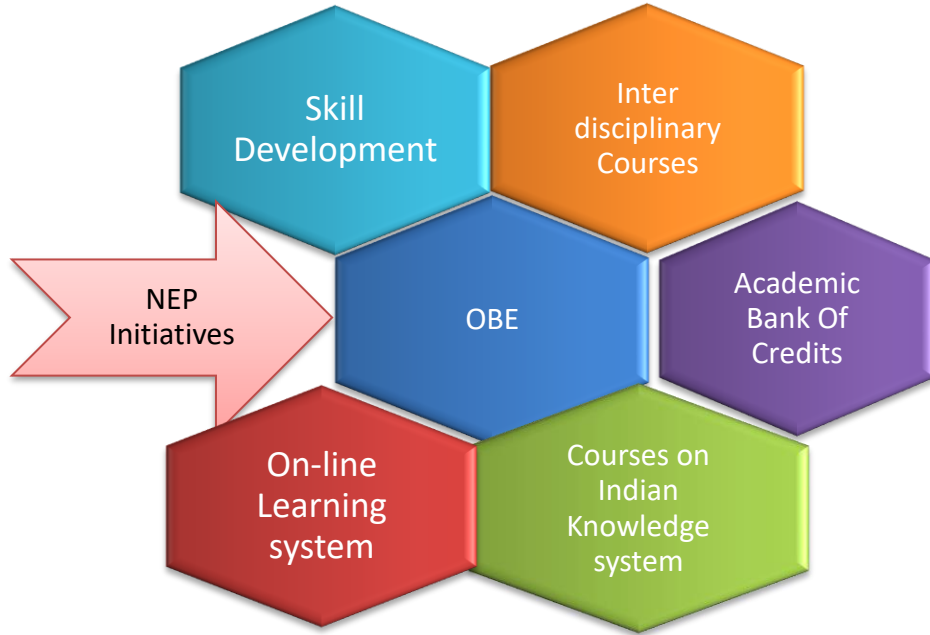 Skill
Development
Inter
disciplinary
Courses
NEP
Initiatives
OBE
Academic
Bank Of
Credits
On-line
Learning
system
Courses on
Indian
Knowledge
system